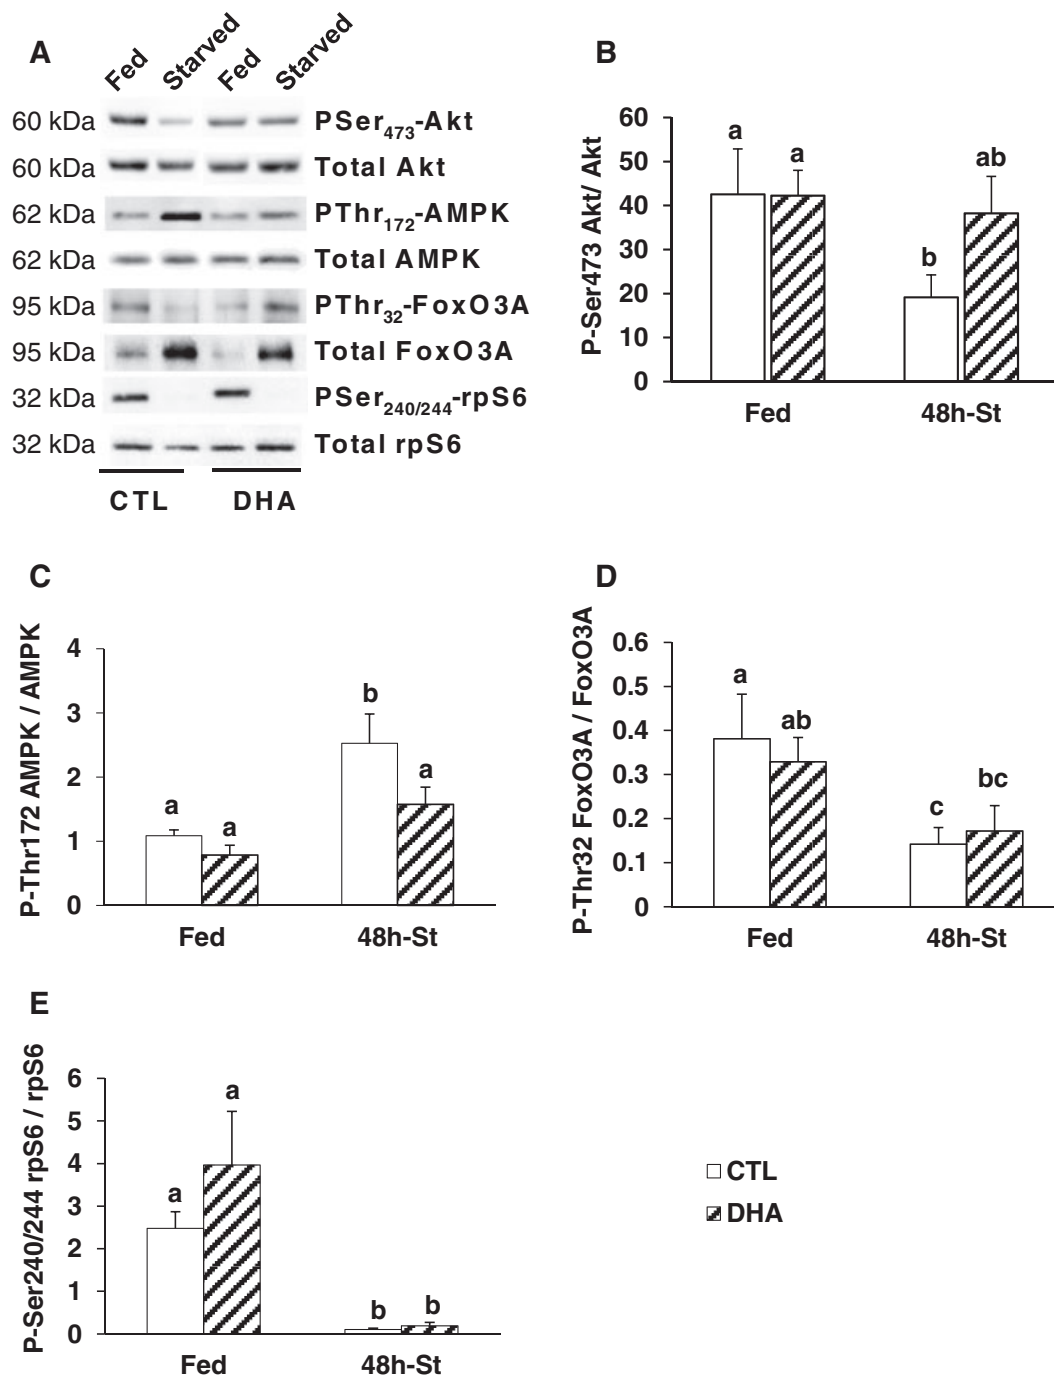 A
Fed Starved Fed Starved
60 kDa PSer473-Akt
60 kDa Total Akt
62 kDa PThr172-AMPK
62 kDa Total AMPK
95 kDa PThr32-FoxO3A
95 kDa Total FoxO3A
32 kDa PSer240/244-rpS6
32 kDa Total rpS6
CTL DHA
B
P-Ser473 Akt/ Akt
60
50
40
30
20
10
0
a a b ab
Fed 48h-St
C
P-Thr172 AMPK / AMPK
4
3
2
1
0
a a b a
Fed 48h-St
D
P-Thr32 FoxO3A / FoxO3A
0.6
0.5
0.4
0.3
0.2
0.1
0
a ab c bc
Fed 48h-St
E
P-Ser240/244 rpS6 / rpS6
6
5
4
3
2
1
0
a a b b
Fed 48h-St
CTL
DHA